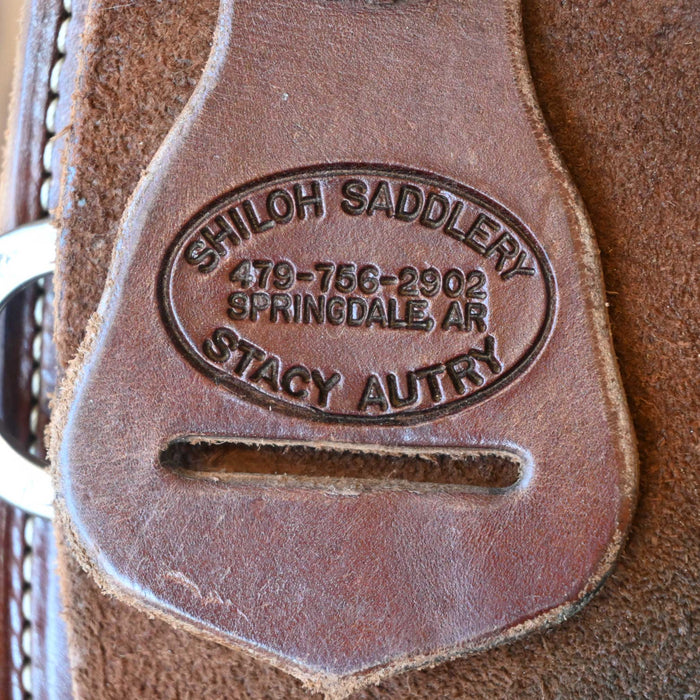 SHILOH SADDLERY
479-756-2902
SPRINGDALE, AR
STACY AUTRY